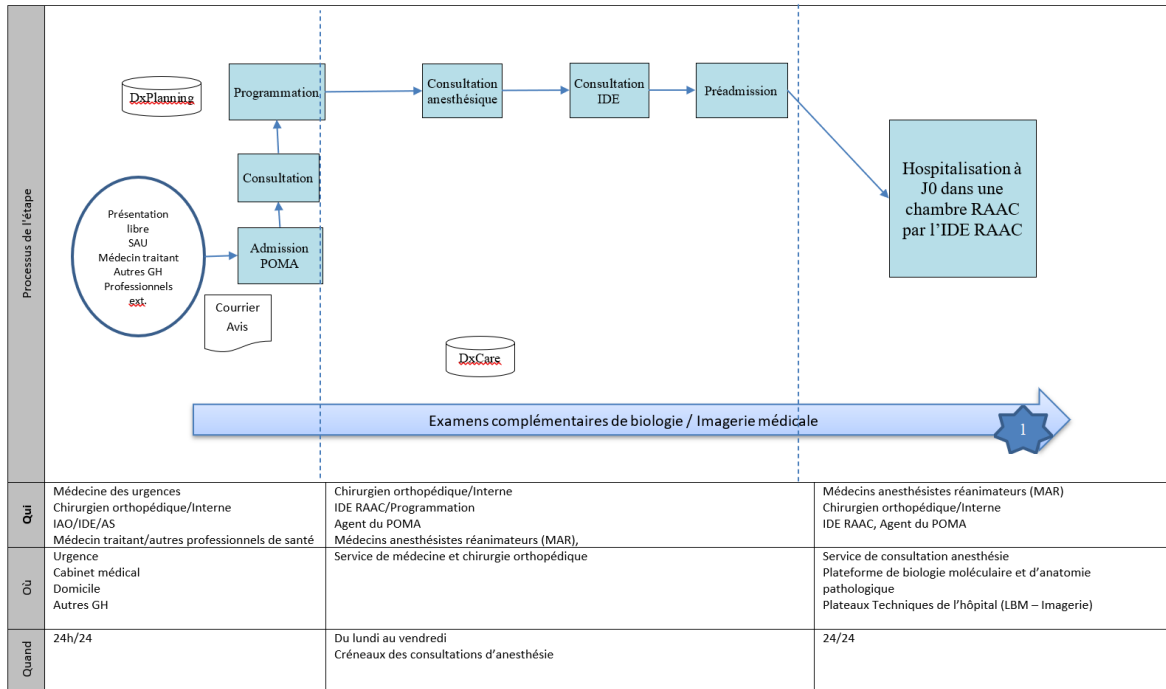 Processus de l'étape
DxPlanning
Programmation
Consultation
anesthésique
Consultation
IDE
Préadmission
Hospitalisation à
J0 dans une
chambre RAAC
par l'IDE RAAC
Consultation
Présentation
libre
SAU
Médecin traitant
Autres GH
Professionnels
ext.
Admission
POMA
Courrier
Avis
DxCare
Examens complémentaires de biologie / Imagerie médicale
1
Qui
Médecine des urgences
Chirurgien orthopédique/Interne
IAO/IDE/AS
Médecin traitant/autres professionnels de santé
Chirurgien orthopédique/Interne
IDE RAAC/Programmation
Agent du POMA
Médecins anesthésistes réanimateurs (MAR),
Médecins anesthésistes réanimateurs (MAR)
Chirurgien orthopédique/Interne
IDE RAAC, Agent du POMA
Où
Urgence
Cabinet médical
Domicile
Autres GH
Service de médecine et chirurgie orthopédique
Service de consultation anesthésie
Plateforme de biologie moléculaire et d'anatomie
pathologique
Plateaux Techniques de l'hôpital (LBM – Imagerie)
Quand
24h/24
Du lundi au vendredi
Créneaux des consultations d'anesthésie
24/24